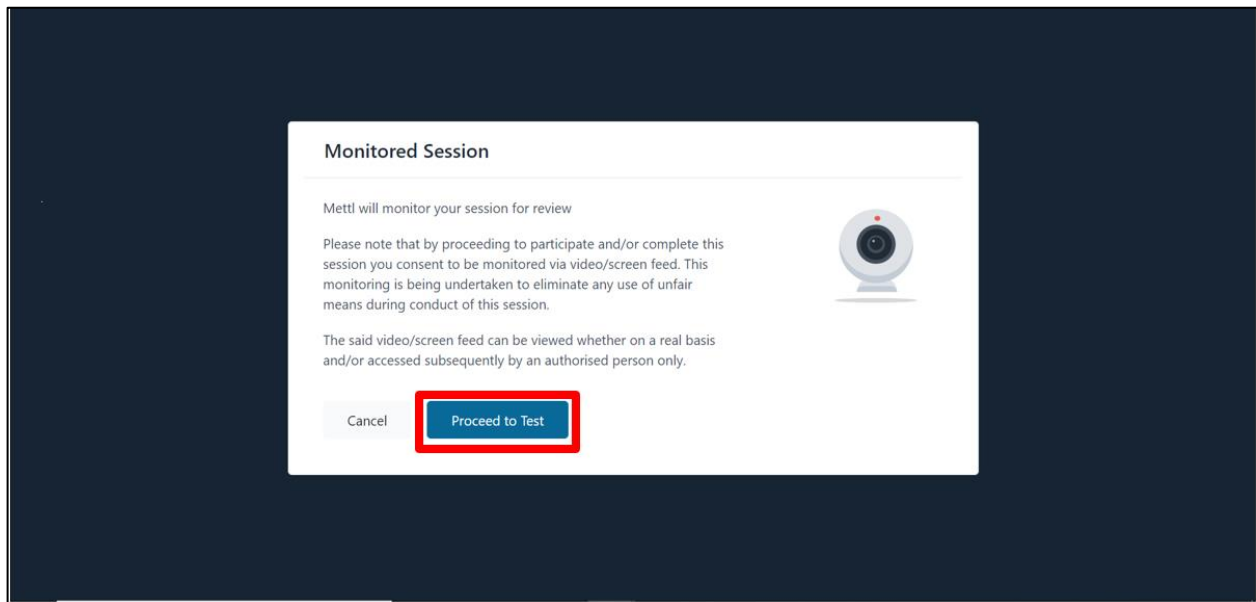 Monitored Session
Mettl will monitor your session for review
Please note that by proceeding to participate and/or complete this
session you consent to be monitored via video/screen feed. This
monitoring is being undertaken to eliminate any use of unfair
means during conduct of this session.
The said video/screen feed can be viewed whether on a real basis
and/or accessed subsequently by an authorised person only.
Cancel
Proceed to Test